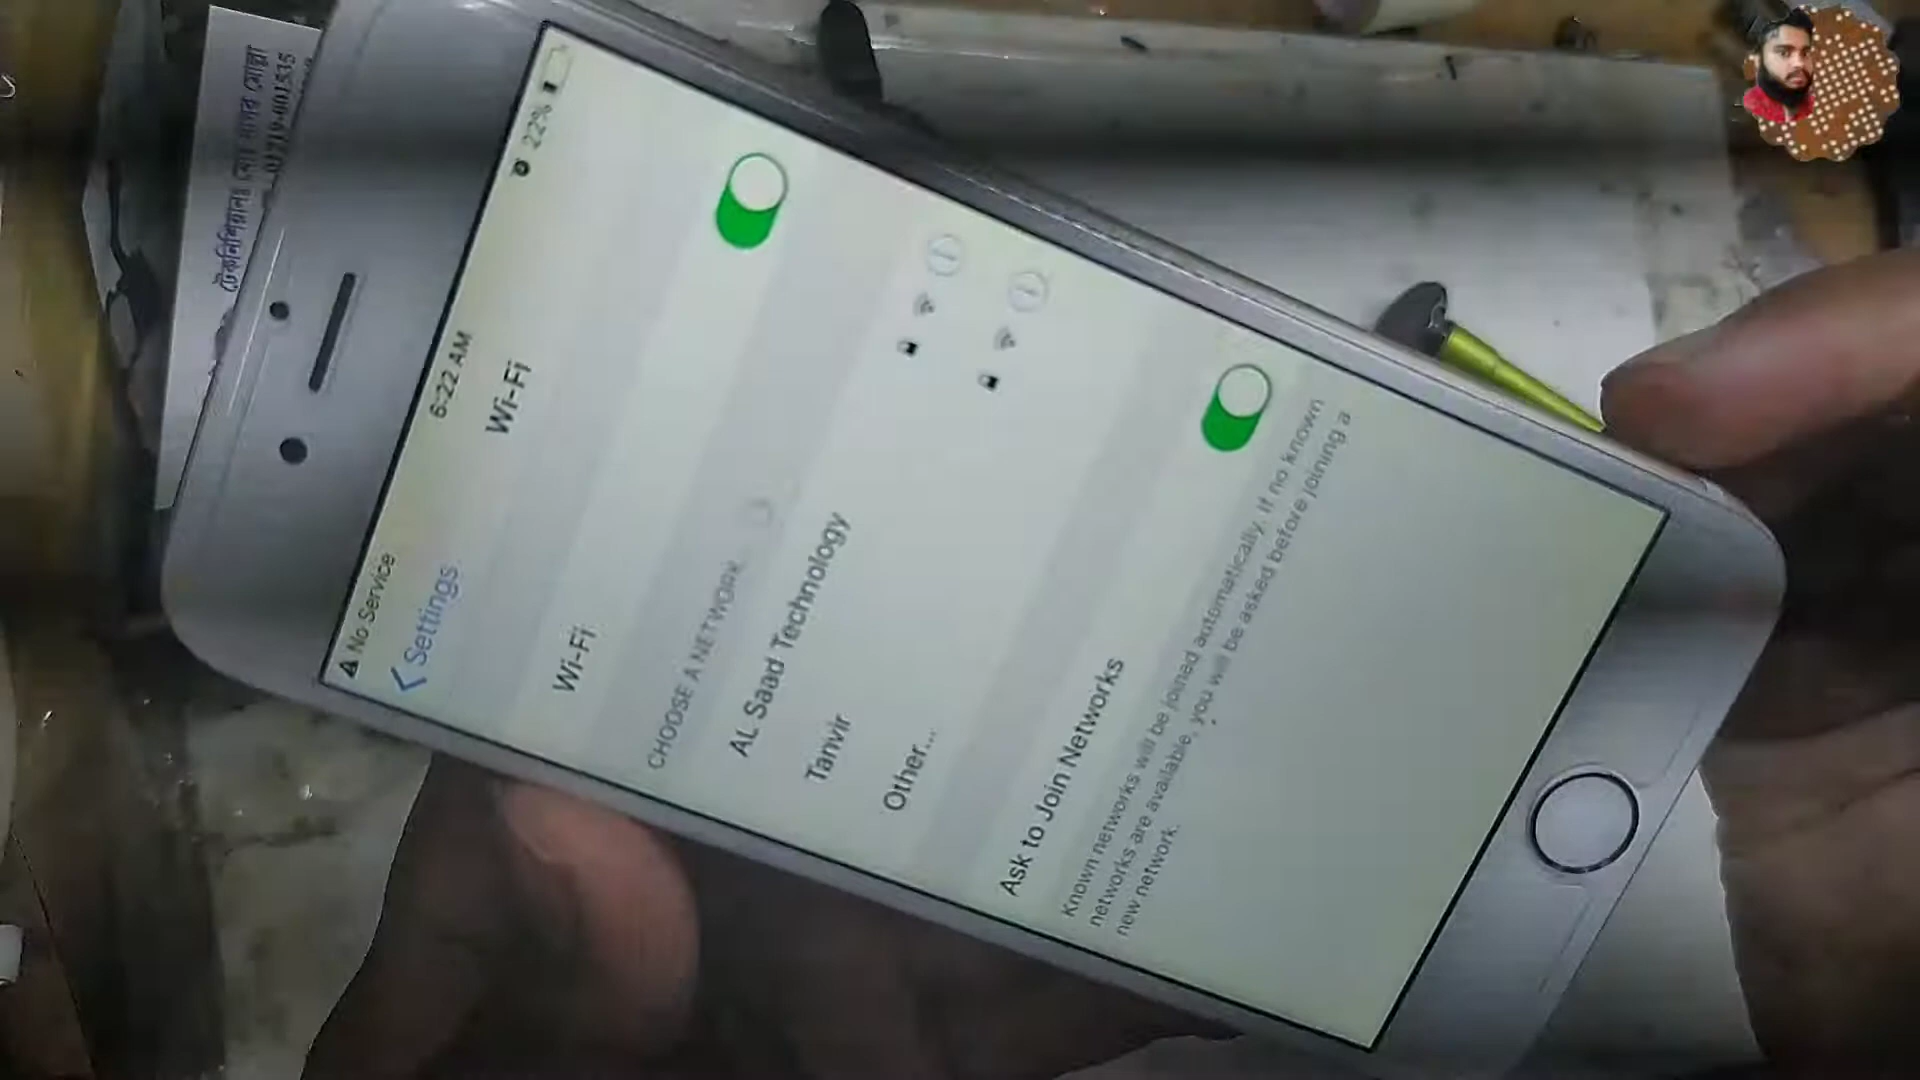 No Service
6:22 AM
22%
Settings
Wi-Fi
Wi-Fi
CHOOSE A NETWORK...
AL Saad Technology
Tanvir
Other...
Ask to Join Networks
Known networks will be joined automatically. If no known
networks are available, you will be asked before joining a
new network.
টেকনিশিয়ানঃ মোঃ